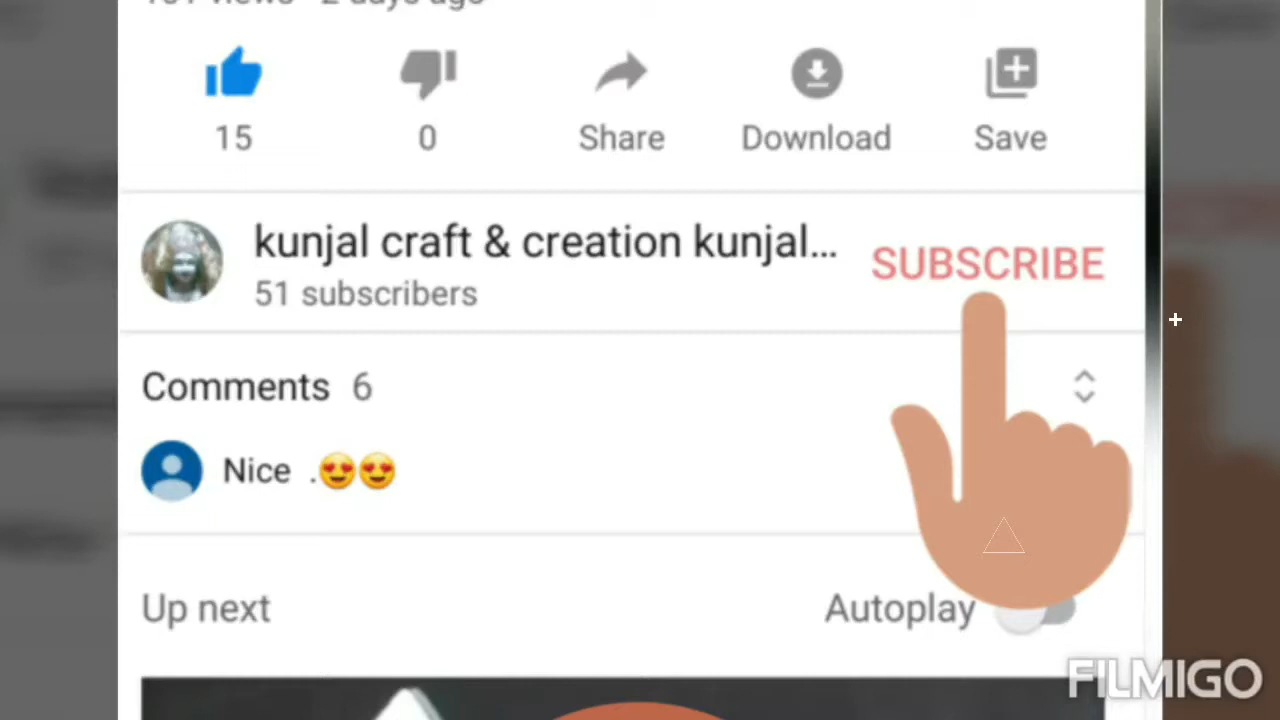 15
0
Share
Download
Save
kunjal craft & creation kunjal...
SUBSCRIBE
51 subscribers
Comments 6
Nice .😍😍
Up next
Autoplay
FILMIGO